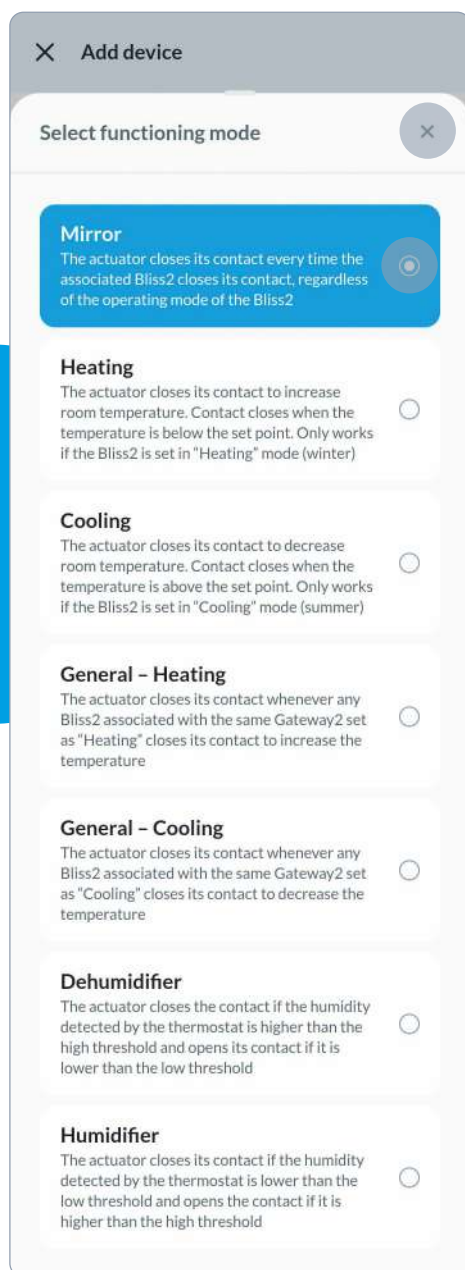 Add device
Select functioning mode
Mirror
The actuator closes its contact every time the
associated Bliss2 closes its contact, regardless
of the operating mode of the Bliss2
Heating
The actuator closes its contact to increase
room temperature. Contact closes when the
temperature is below the set point. Only works
if the Bliss2 is set in “Heating” mode (winter)
Cooling
The actuator closes its contact to decrease
room temperature. Contact closes when the
temperature is above the set point. Only works
if the Bliss2 is set in “Cooling” mode (summer)
General – Heating
The actuator closes its contact whenever any
Bliss2 associated with the same Gateway2 set
as “Heating” closes its contact to increase the
temperature
General – Cooling
The actuator closes its contact whenever any
Bliss2 associated with the same Gateway2 set
as “Cooling” closes its contact to decrease the
temperature
Dehumidifier
The actuator closes the contact if the humidity
detected by the thermostat is higher than the
high threshold and opens its contact if it is
lower than the low threshold
Humidifier
The actuator closes its contact if the humidity
detected by the thermostat is lower than the
low threshold and opens the contact if it is
higher than the high threshold